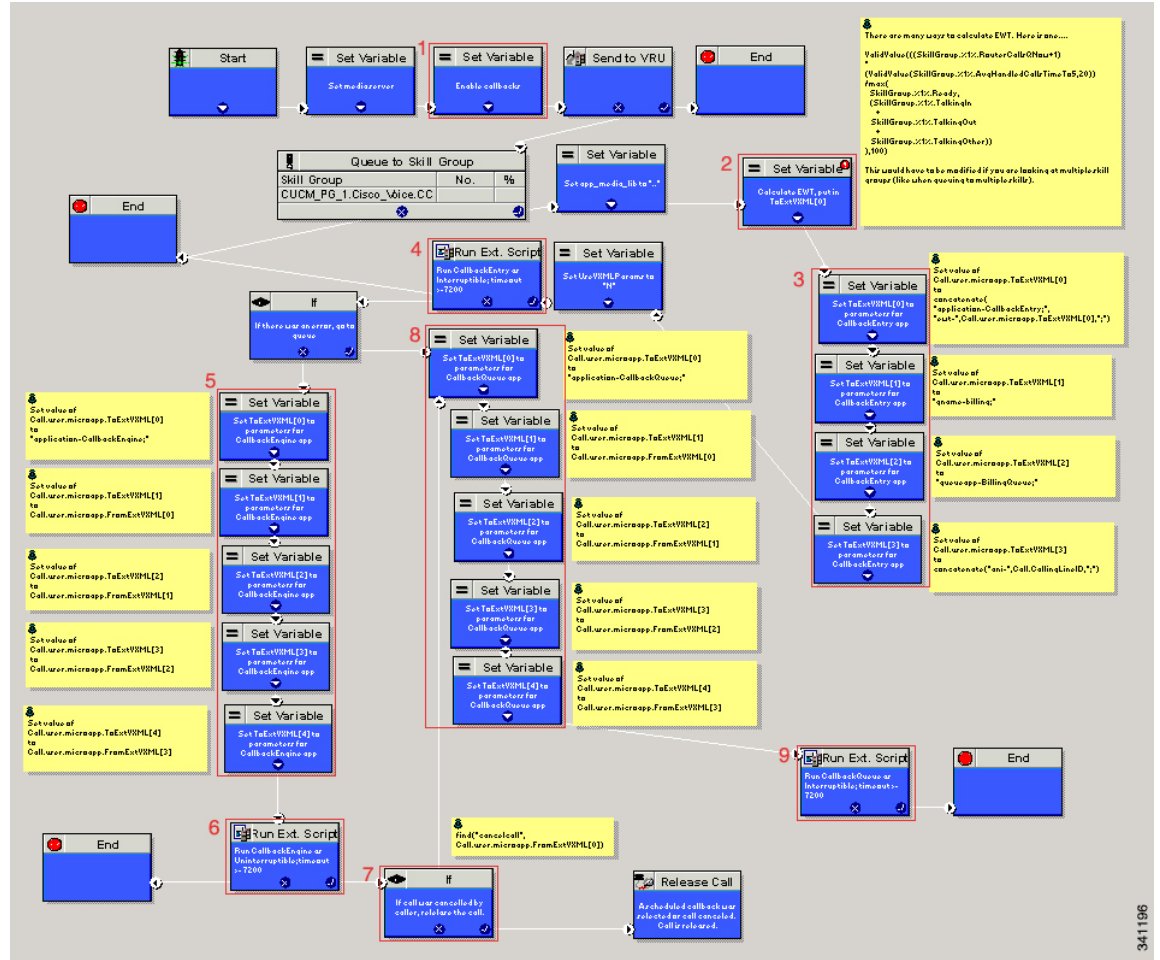 Start
Set Variable
Set mediaserver
1
Set Variable
Enable callbacks
Send to VRU
End
There are many ways to calculate EWT. Here is one....
ValidValue(((SkillGroup.%1%.RouterCallsQNow+1)
*
(ValidValue(SkillGroup.%1%.AvgHandledCallsTimeTo5,20))
/max(
SkillGroup.%1%.Ready,
(SkillGroup.%1%.TalkingIn
+
SkillGroup.%1%.TalkingOut
+
SkillGroup.%1%.TalkingOther))
),100)
This would have to be modified if you are looking at multiple skill
groups (like when queuing to multiple skills).
Queue to Skill Group
Skill Group No. %
CUCM_PG_1.Cisco_Voice.CC
Set Variable
Set app_media_lib to ".."
2
Set Variable
Calculate EWT, put in
ToExtVXML[0]
End
4
Run Ext. Script
Run CallbackEntry as
Interruptible; timeout
>-7200
Set Variable
Set UseVXMLParams to
"N"
3
Set Variable
Set ToExtVXML[0] to
parameters for
CallbackEntry app
Set value of
Call.user.microapp.ToExtVXML[0]
to
concatenate(
"application-CallbackEntry;",
"ewt-",Call.user.microapp.ToExtVXML[0],";")
If
If there was an error, go to
queue
8
Set Variable
Set ToExtVXML[0] to
parameters for
CallbackQueue app
Set value of
Call.user.microapp.ToExtVXML[0]
to
"application-CallbackQueue;"
Set Variable
Set ToExtVXML[1] to
parameters for
CallbackEntry app
Set value of
Call.user.microapp.ToExtVXML[1]
to
"qname-billing;"
5
Set value of
Call.user.microapp.ToExtVXML[0]
to
"application-CallbackEngine;"
Set Variable
Set ToExtVXML[0] to
parameters for
CallbackEngine app
Set Variable
Set ToExtVXML[1] to
parameters for
CallbackQueue app
Set value of
Call.user.microapp.ToExtVXML[1]
to
Call.user.microapp.FromExtVXML[0]
Set Variable
Set ToExtVXML[2] to
parameters for
CallbackEntry app
Set value of
Call.user.microapp.ToExtVXML[2]
to
"queueapp-BillingQueue;"
Set value of
Call.user.microapp.ToExtVXML[1]
to
Call.user.microapp.FromExtVXML[0]
Set Variable
Set ToExtVXML[1] to
parameters for
CallbackEngine app
Set Variable
Set ToExtVXML[2] to
parameters for
CallbackQueue app
Set value of
Call.user.microapp.ToExtVXML[2]
to
Call.user.microapp.FromExtVXML[1]
Set Variable
Set ToExtVXML[3] to
parameters for
CallbackEntry app
Set value of
Call.user.microapp.ToExtVXML[3]
to
concatenate("ani-",Call.CallingLineID,";")
Set value of
Call.user.microapp.ToExtVXML[2]
to
Call.user.microapp.FromExtVXML[1]
Set Variable
Set ToExtVXML[2] to
parameters for
CallbackEngine app
Set Variable
Set ToExtVXML[3] to
parameters for
CallbackQueue app
Set value of
Call.user.microapp.ToExtVXML[3]
to
Call.user.microapp.FromExtVXML[2]
Set value of
Call.user.microapp.ToExtVXML[3]
to
Call.user.microapp.FromExtVXML[2]
Set Variable
Set ToExtVXML[3] to
parameters for
CallbackEngine app
Set Variable
Set ToExtVXML[4] to
parameters for
CallbackQueue app
Set value of
Call.user.microapp.ToExtVXML[4]
to
Call.user.microapp.FromExtVXML[3]
Set value of
Call.user.microapp.ToExtVXML[4]
to
Call.user.microapp.FromExtVXML[3]
Set Variable
Set ToExtVXML[4] to
parameters for
CallbackEngine app
9
Run Ext. Script
Run CallbackQueue as
Interruptible; timeout >-
7200
End
End
6
Run Ext. Script
Run CallbackEngine as
Uninterruptible;timeout
>-7200
find("cancelcall",
Call.user.microapp.FromExtVXML[0])
7
If
If call was cancelled by
caller, relelare the call.
Release Call
A scheduled callback was
selected or call canceled.
Call is released.
341196